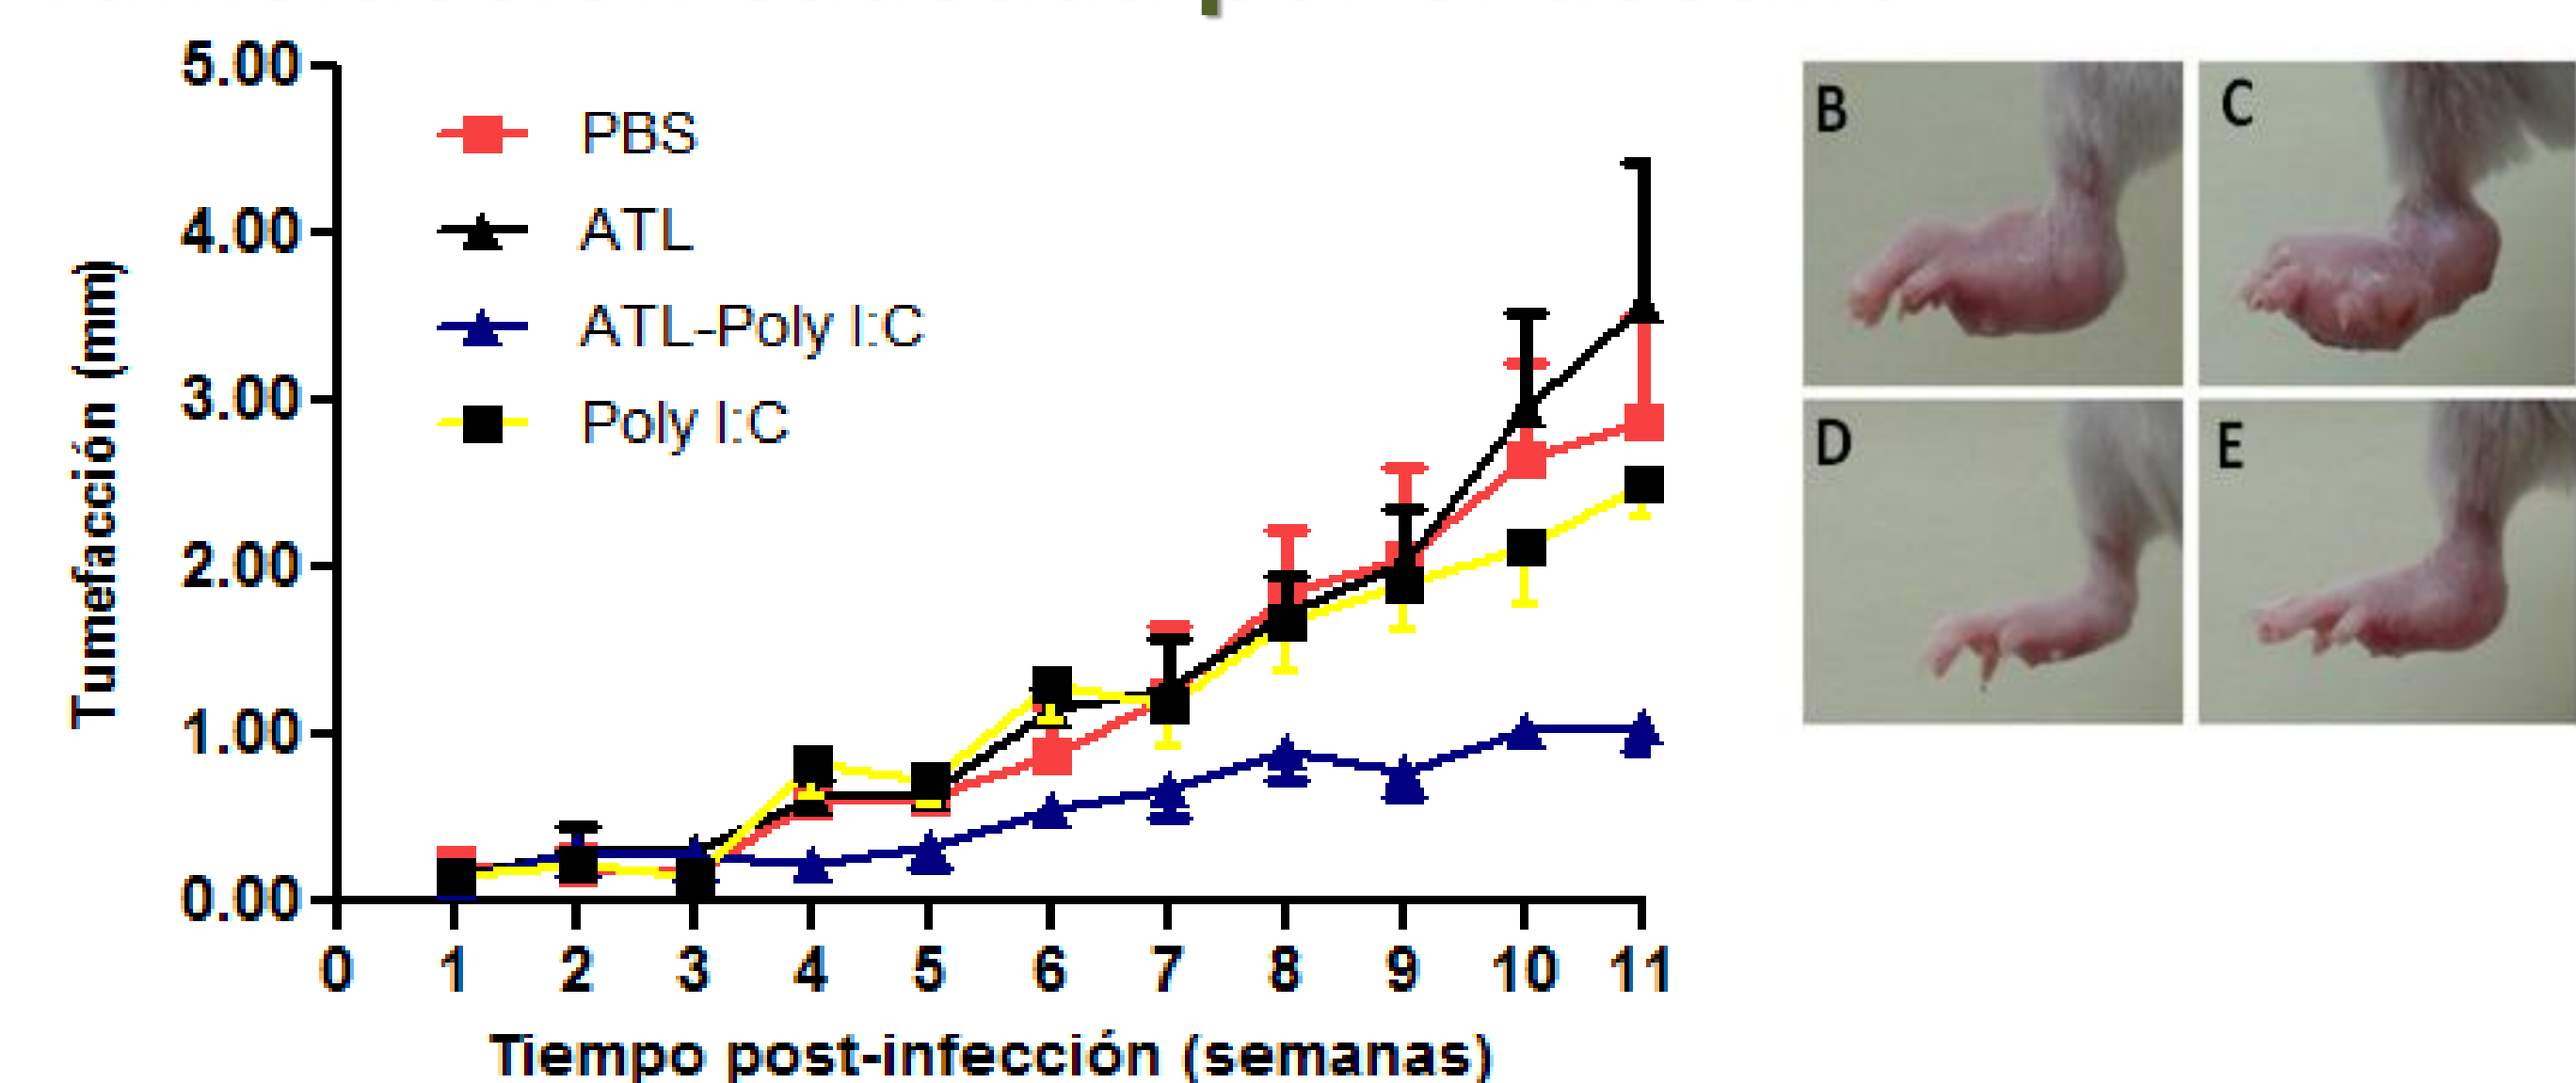 5.00
4.00
3.00
2.00
1.00
0.00
Tumefacción (mm)
PBS
ATL
ATL-Poly I:C
Poly I:C
0 1 2 3 4 5 6 7 8 9 10 11
Tiempo post-infección (semanas)
B
C
D
E